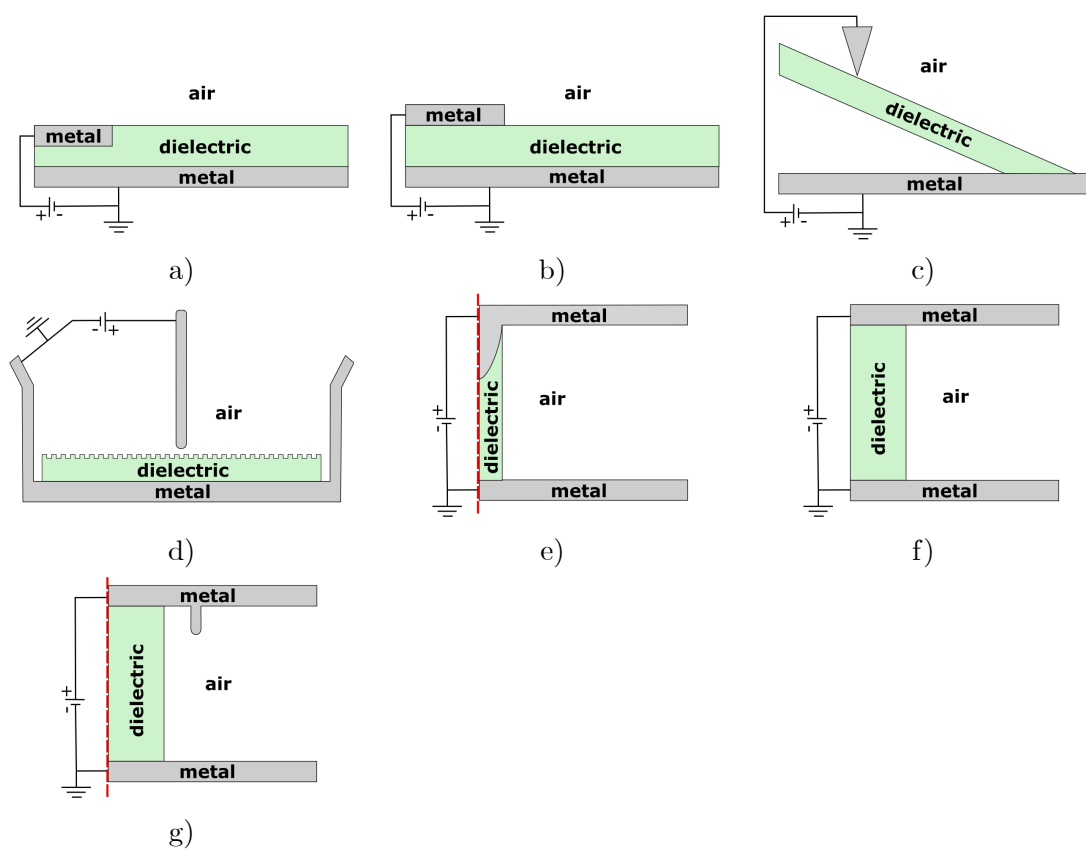 air
metal
dielectric
metal
+ -
a)
air
metal
dielectric
metal
+ -
b)
air
dielectric
metal
+ -
c)
- +
air
dielectric
metal
d)
metal
+
-
dielectric
air
metal
e)
metal
+
-
dielectric
air
metal
f)
metal
+
-
dielectric
air
metal
g)